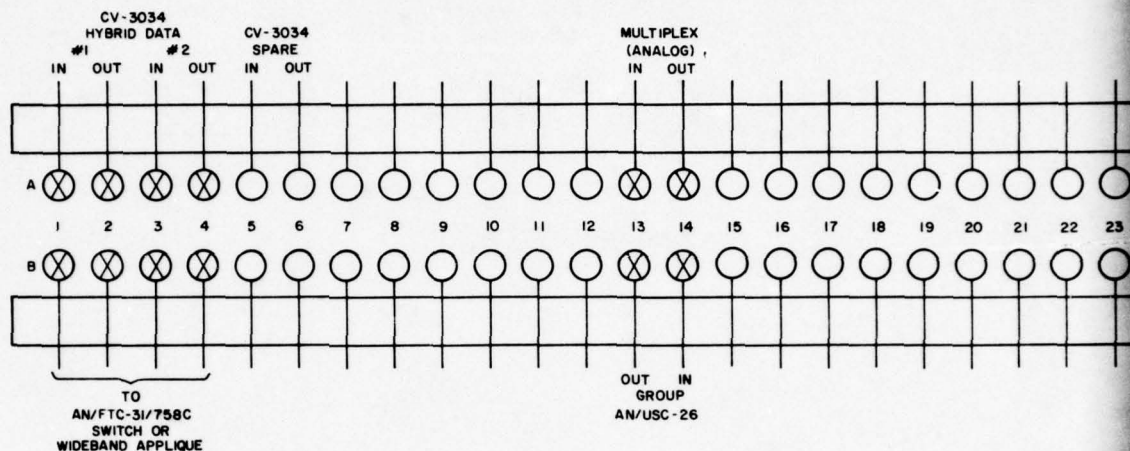 CV-3034
HYBRID DATA
#1 #2
IN OUT IN OUT
CV-3034
SPARE
IN OUT
MULTIPLEX
(ANALOG)
IN OUT
A
1 2 3 4 5 6 7 8 9 10 11 12 13 14 15 16 17 18 19 20 21 22 23
B
TO
AN/FTC-31/758C
SWITCH OR
WIDEBAND APPLIQUE
OUT IN
GROUP
AN/USC-26